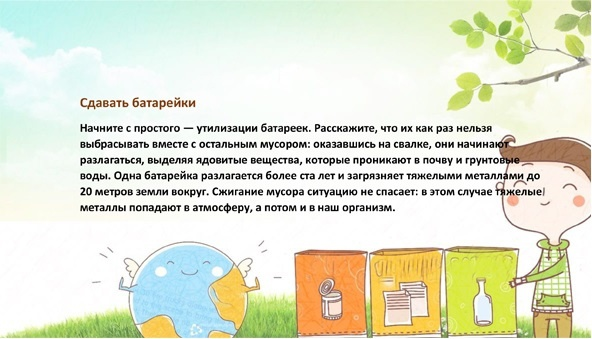 Сдавать батарейки
Начните с простого — утилизации батареек. Расскажите, что их как раз нельзя
выбрасывать вместе с остальным мусором: оказавшись на свалке, они начинают
разлагаться, выделяя ядовитые вещества, которые проникают в почву и грунтовые
воды. Одна батарейка разлагается более ста лет и загрязняет тяжелыми металлами до
20 метров земли вокруг. Сжигание мусора ситуацию не спасает: в этом случае тяжелые
металлы попадают в атмосферу, а потом и в наш организм.